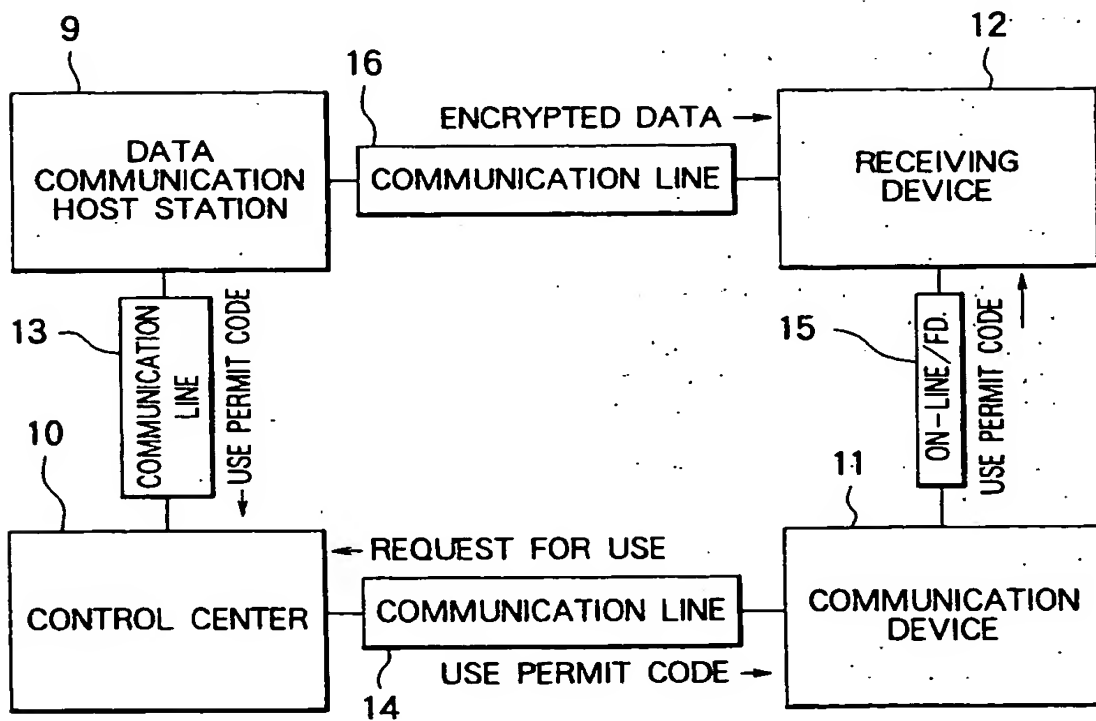 9
16
12
ENCRYPTED DATA →
DATA
COMMUNICATION
HOST STATION
COMMUNICATION LINE
RECEIVING
DEVICE
13
COMMUNICATION
LINE
USE PERMIT CODE
↓
15
ON-LINE/FD.
USE PERMIT CODE
↑
10
11
← REQUEST FOR USE
CONTROL CENTER
COMMUNICATION LINE
COMMUNICATION
DEVICE
14
USE PERMIT CODE →